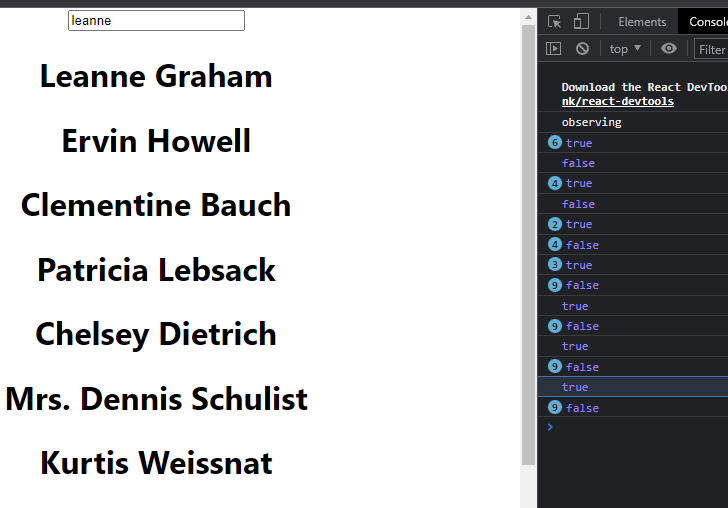 leanne
Leanne Graham
Ervin Howell
Clementine Bauch
Patricia Lebsack
Chelsey Dietrich
Mrs. Dennis Schulist
Kurtis Weissnat
Elements Console
top ▼ Filter
Download the React DevToo
nk/react-devtools
observing
6 true
false
4 true
false
2 true
4 false
3 true
9 false
true
9 false
true
9 false
true
9 false